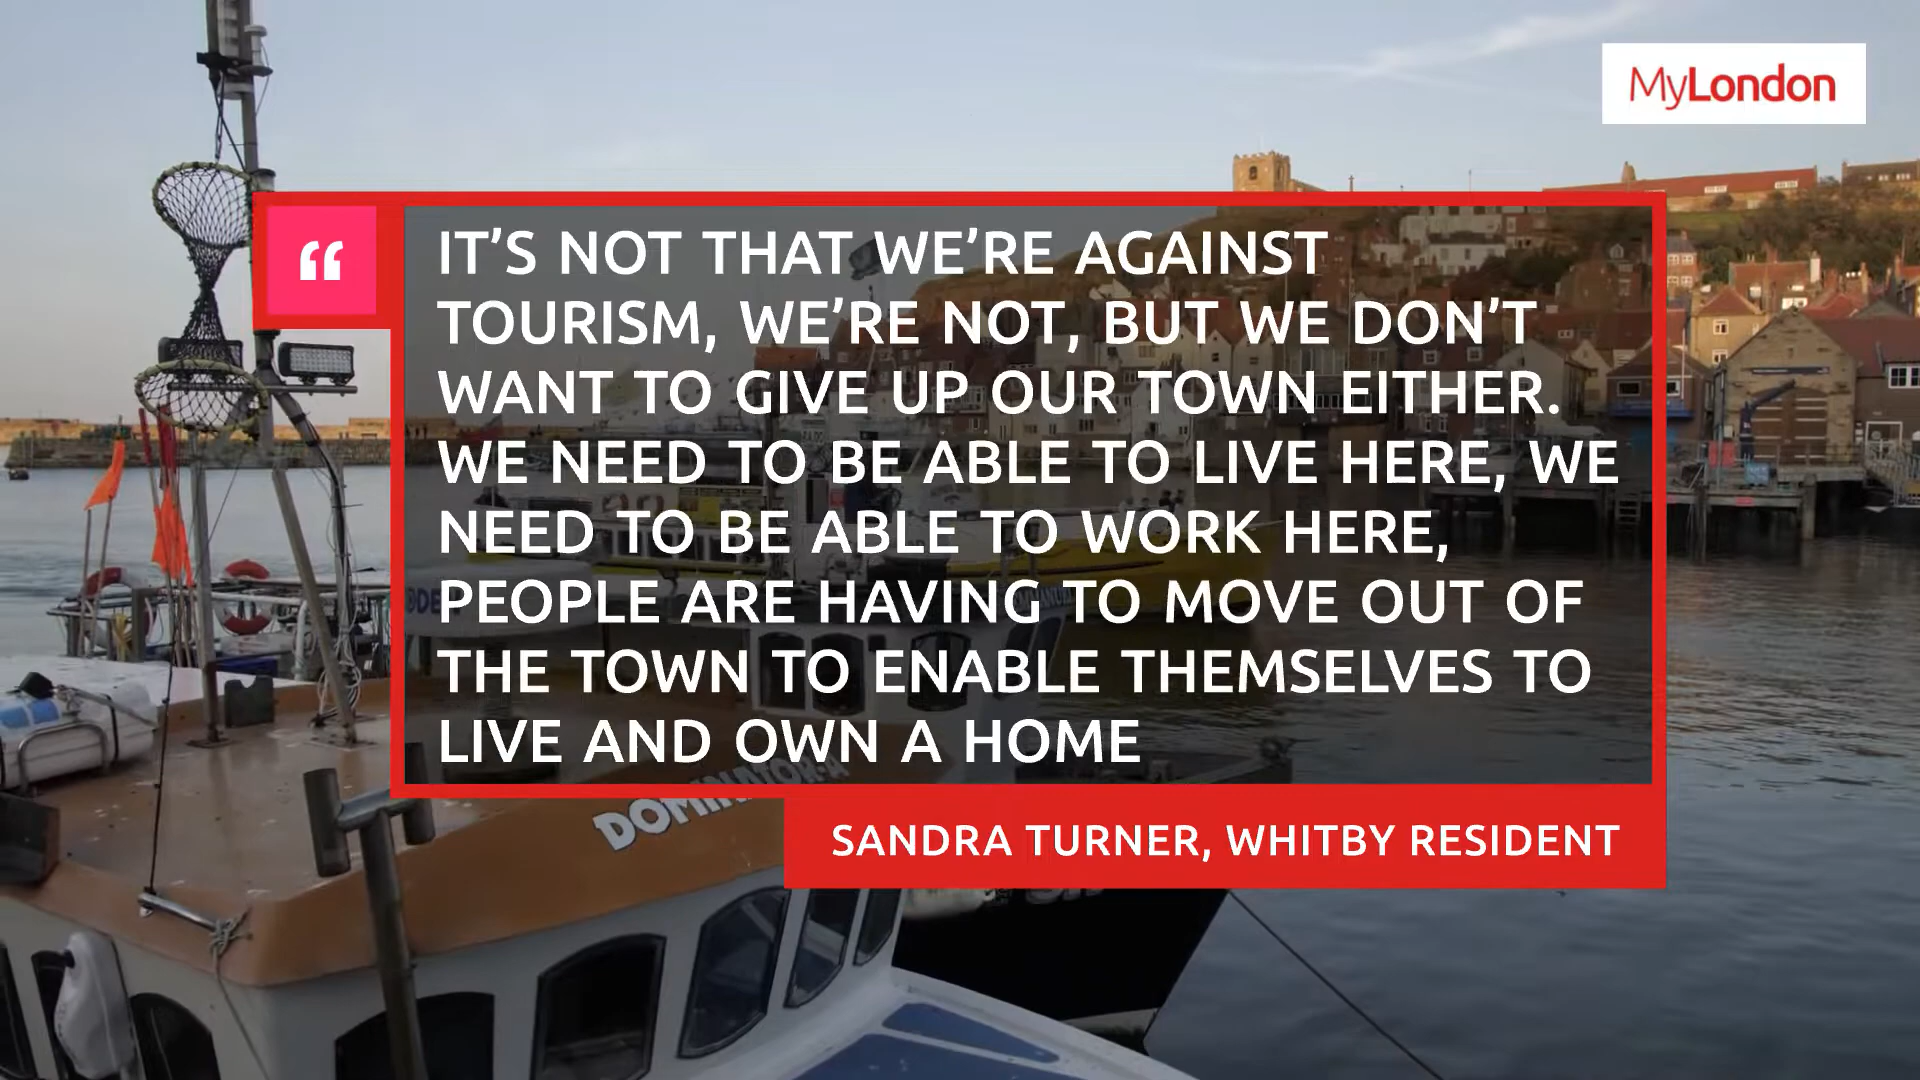 MyLondon
“
IT’S NOT THAT WE’RE AGAINST
TOURISM, WE’RE NOT, BUT WE DON’T
WANT TO GIVE UP OUR TOWN EITHER.
WE NEED TO BE ABLE TO LIVE HERE, WE
NEED TO BE ABLE TO WORK HERE,
PEOPLE ARE HAVING TO MOVE OUT OF
THE TOWN TO ENABLE THEMSELVES TO
LIVE AND OWN A HOME
DOMINATOR-A
SANDRA TURNER, WHITBY RESIDENT